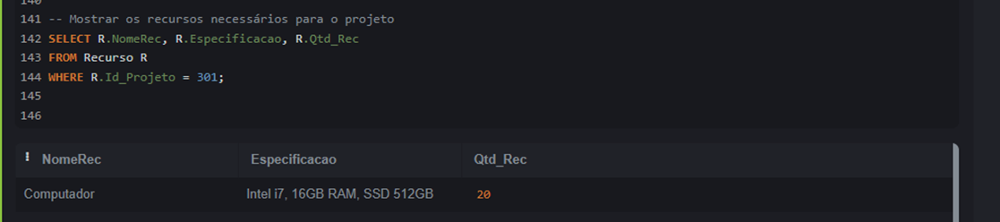 140
141 -- Mostrar os recursos necessários para o projeto
142 SELECT R.NomeRec, R.Especificacao, R.Qtd_Rec
143 FROM Recurso R
144 WHERE R.Id_Projeto = 301;
145
146
NomeRec Especificacao Qtd_Rec
Computador Intel i7, 16GB RAM, SSD 512GB 20